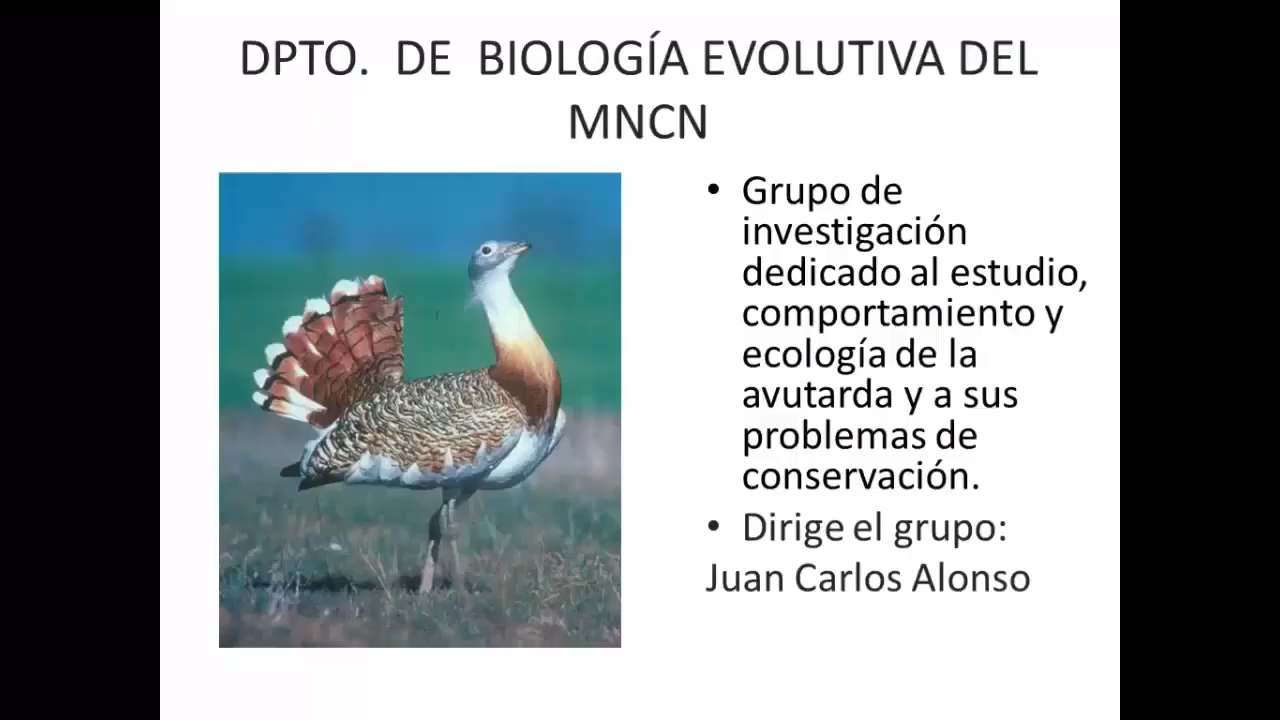 DPTO. DE BIOLOGÍA EVOLUTIVA DEL
MNCN
• Grupo de
investigación
dedicado al estudio,
comportamiento y
ecología de la
avutarda y a sus
problemas de
conservación.
• Dirige el grupo:
Juan Carlos Alonso